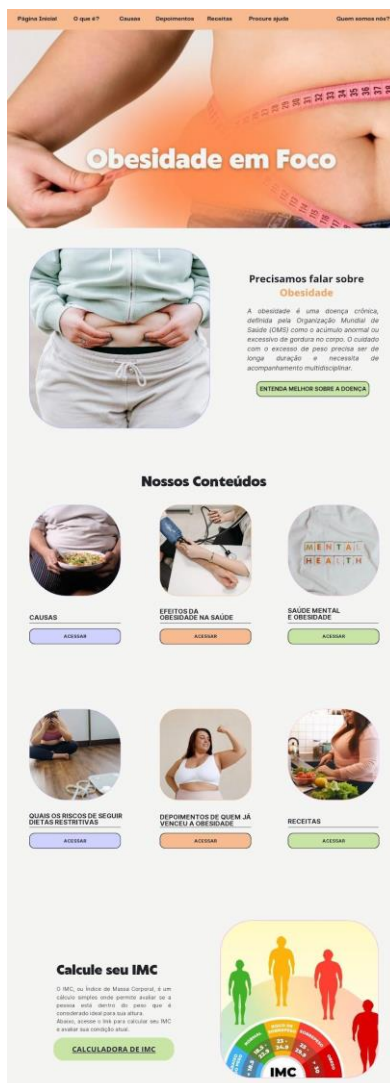 Página Inicial O que é? Causas Depoimentos Receitas Procure ajuda Quem somos nós?
Obesidade em Foco
Precisamos falar sobre
Obesidade
A obesidade é uma doença crônica,
definida pela Organização Mundial de
Saúde (OMS) como o acúmulo anormal ou
excessivo de gordura no corpo. O cuidado
com o excesso de peso precisa ser de
longa duração e necessita de
acompanhamento multidisciplinar.
ENTENDA MELHOR SOBRE A DOENÇA
Nossos Conteúdos
MENTAL
HEALTH
CAUSAS
EFEITOS DA
OBESIDADE NA SAÚDE
SAÚDE MENTAL
E OBESIDADE
ACESSAR
ACESSAR
ACESSAR
QUAIS OS RISCOS DE SEGUIR
DIETAS RESTRITIVAS
DEPOIMENTOS DE QUEM JÁ
VENCEU A OBESIDADE
RECEITAS
ACESSAR
ACESSAR
ACESSAR
Calcule seu IMC
O IMC, ou Índice de Massa Corporal, é um
cálculo simples onde permite avaliar se a
pessoa está dentro do peso que é
considerado ideal para sua altura.
Abaixo, acesse o link para calcular seu IMC
e avaliar sua condição atual.
CALCULADORA DE IMC
IMC